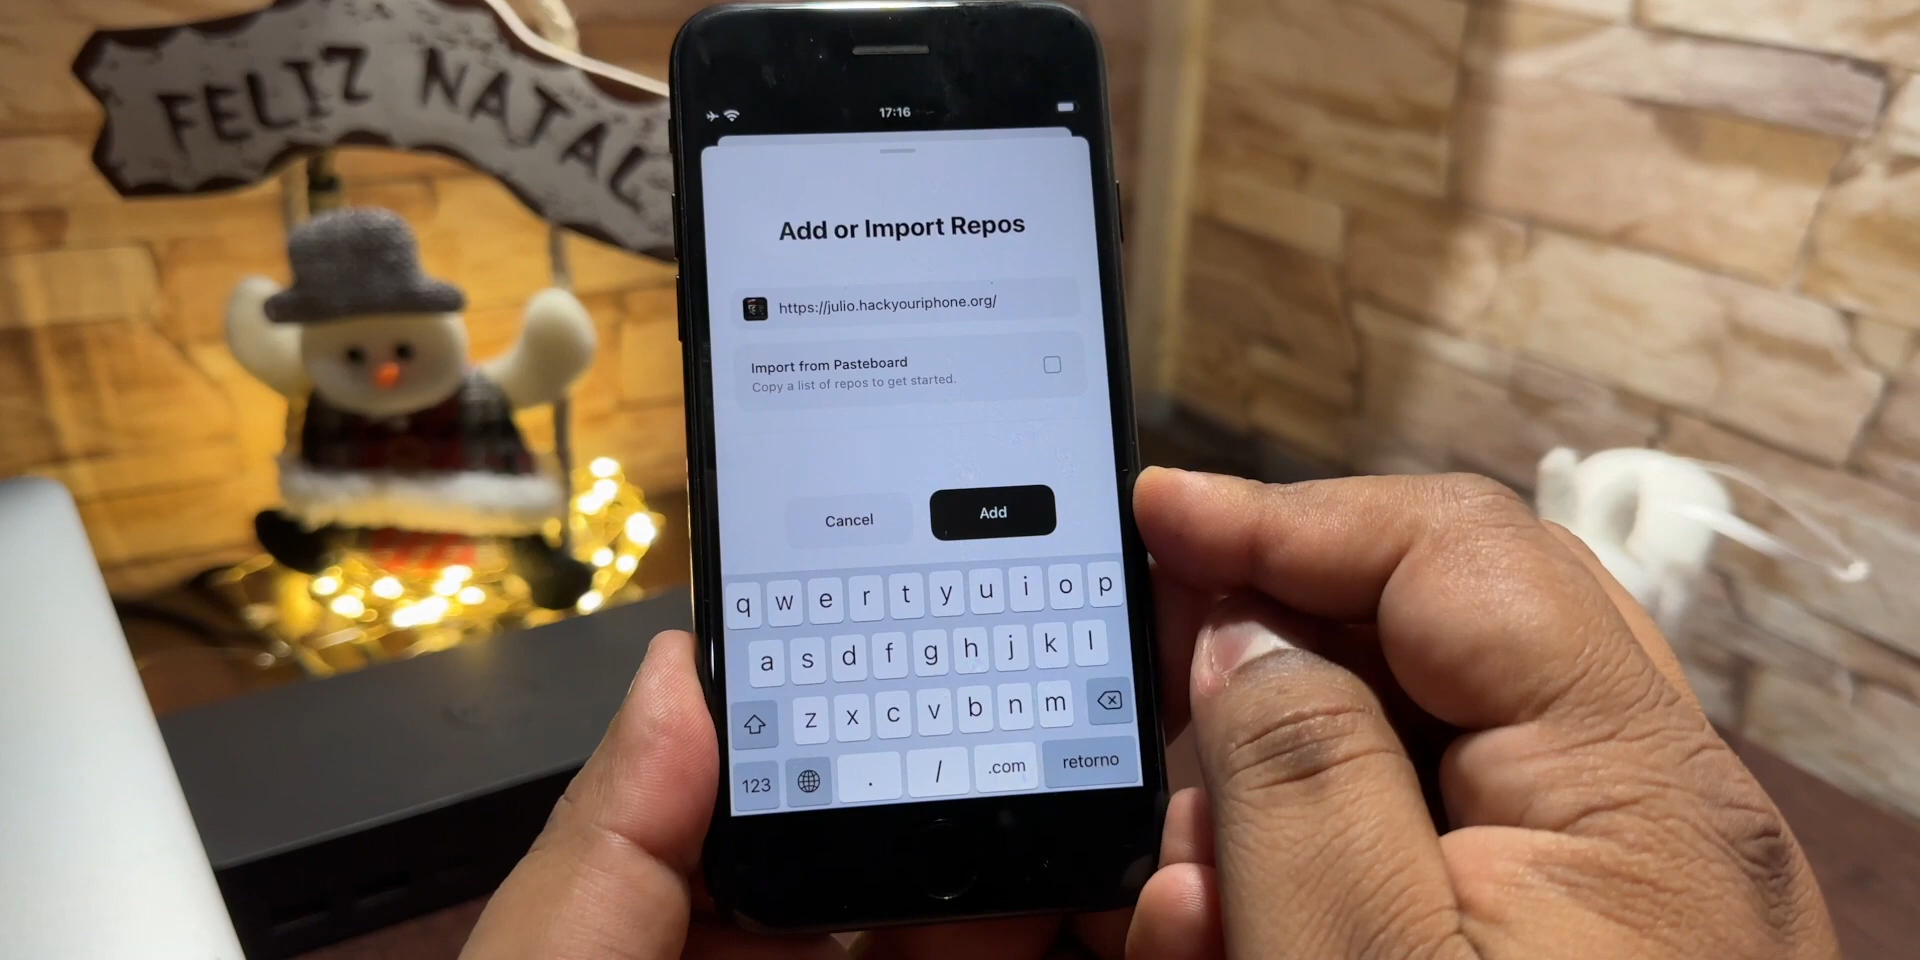 FELIZ NATAL
17:16
Add or Import Repos
https://julio.hackyouriphone.org/
Import from Pasteboard
Copy a list of repos to get started.
Cancel
Add
q w e r t y u i o p
a s d f g h j k l
z x c v b n m
123 . / .com retorno